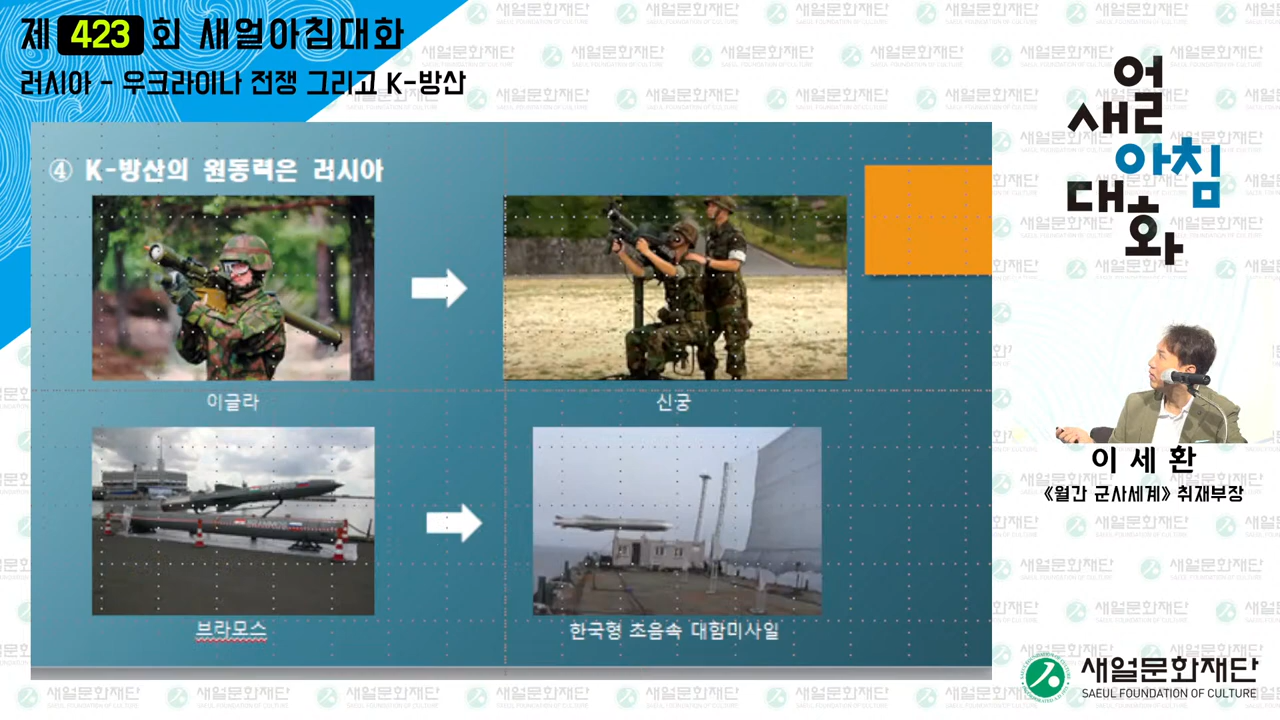 제 423 회 새얼아침대화
러시아 - 우크라이나 전쟁 그리고 K-방산
④ K-방산의 원동력은 러시아
이글라
신궁
브라모스
한국형 초음속 대함미사일
새얼
아침
대화
이 세 환
《월간 군사세계》 취재부장
새얼문화재단
SAEUL FOUNDATION OF CULTURE